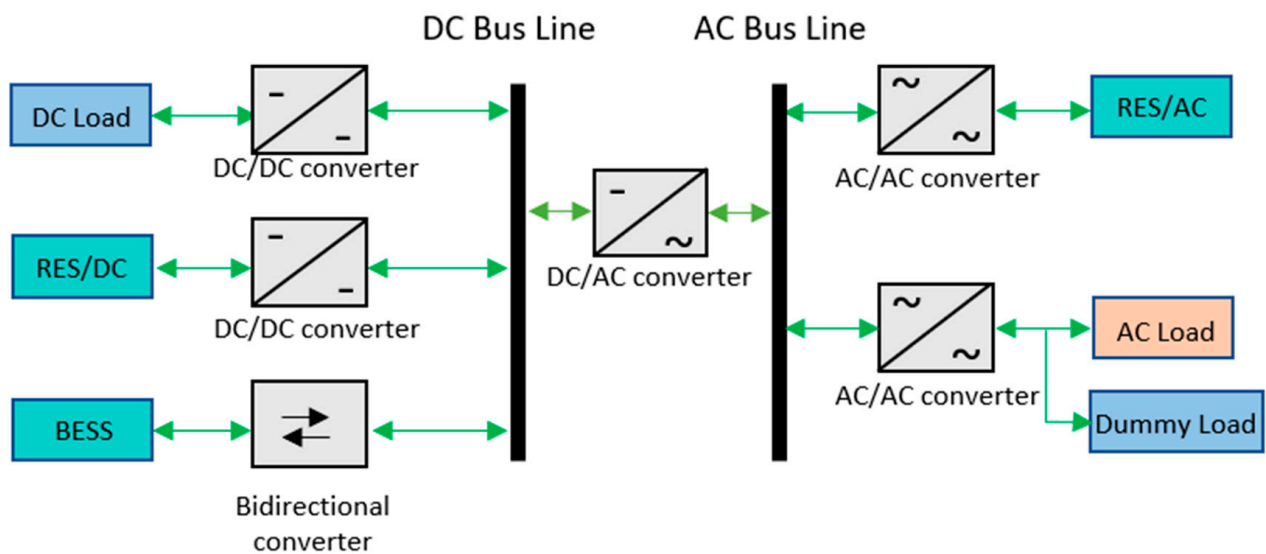 DC Bus Line
AC Bus Line
DC Load
-
-
DC/DC converter
RES/DC
-
-
DC/DC converter
BESS
Bidirectional
converter
-
~
DC/AC converter
~
~
AC/AC converter
RES/AC
~
~
AC/AC converter
AC Load
Dummy Load